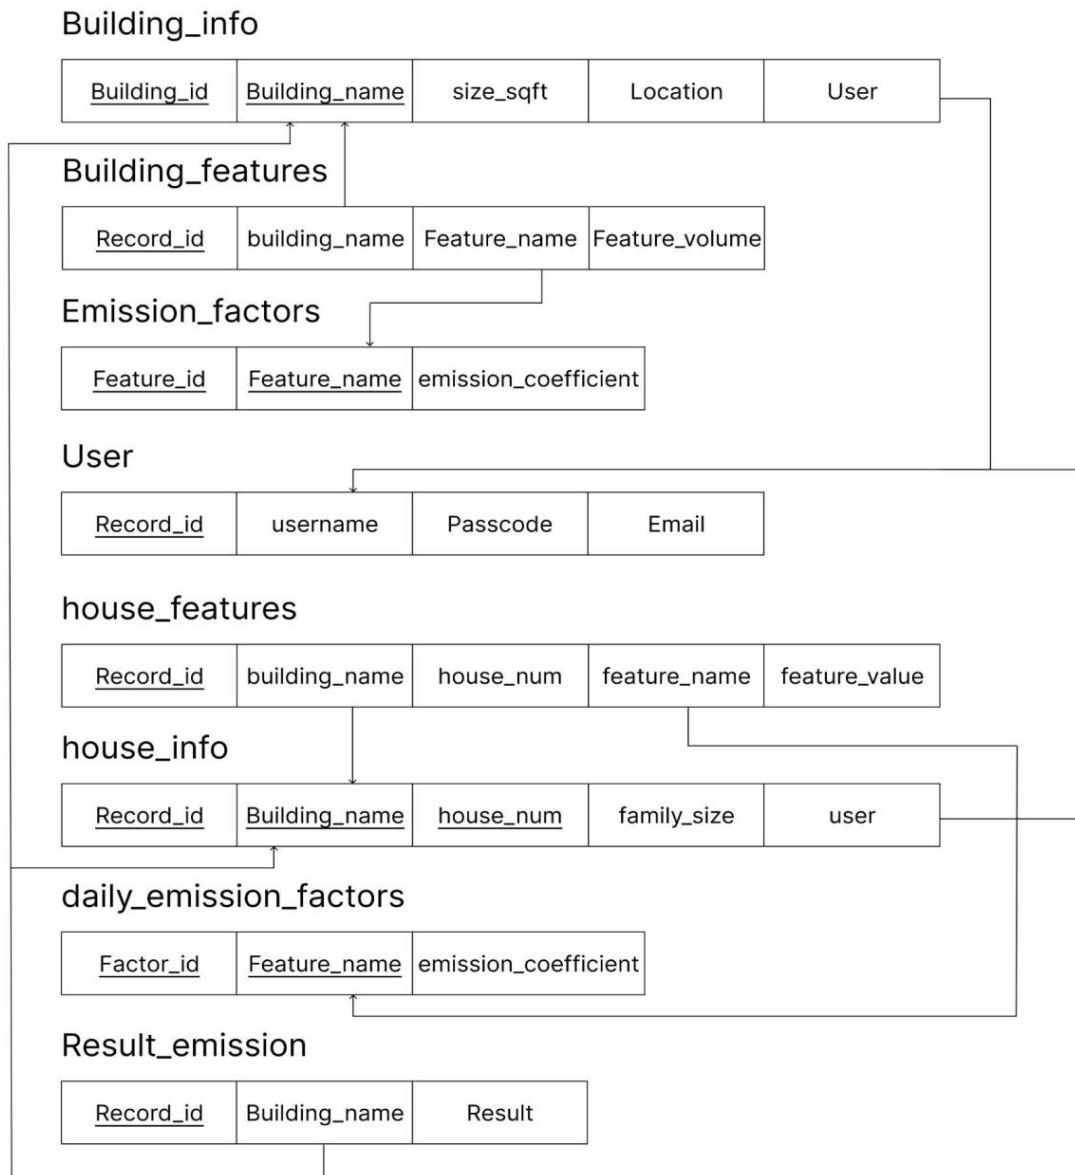 Building_info
Building_id Building_name size_sqft Location User
Building_features
Record_id building_name Feature_name Feature_volume
Emission_factors
Feature_id Feature_name emission_coefficient
User
Record_id username Passcode Email
house_features
Record_id building_name house_num feature_name feature_value
house_info
Record_id Building_name house_num family_size user
daily_emission_factors
Factor_id Feature_name emission_coefficient
Result_emission
Record_id Building_name Result